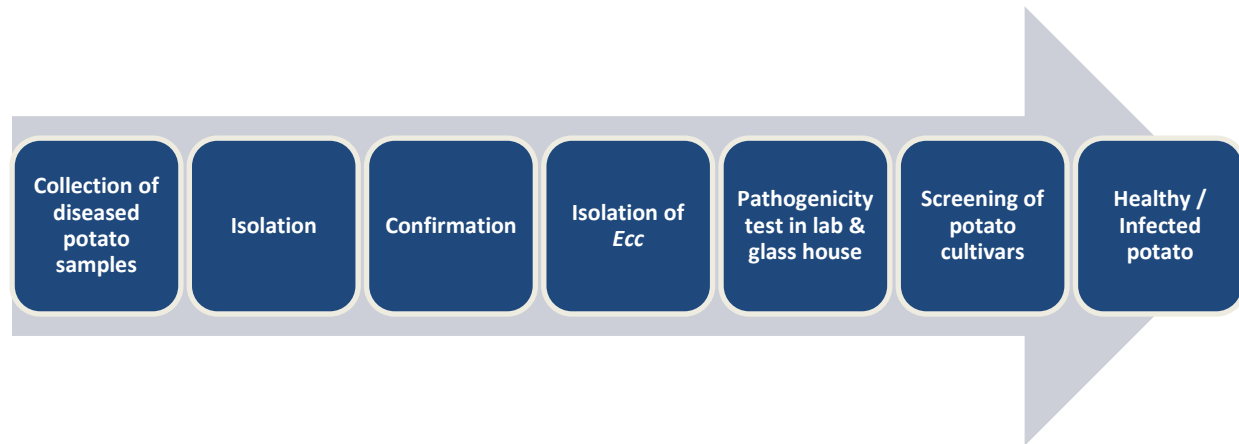 Collection of
diseased
potato
samples
Isolation
Confirmation
Isolation of
Ecc
Pathogenicity
test in lab &
glass house
Screening of
potato
cultivars
Healthy /
Infected
potato